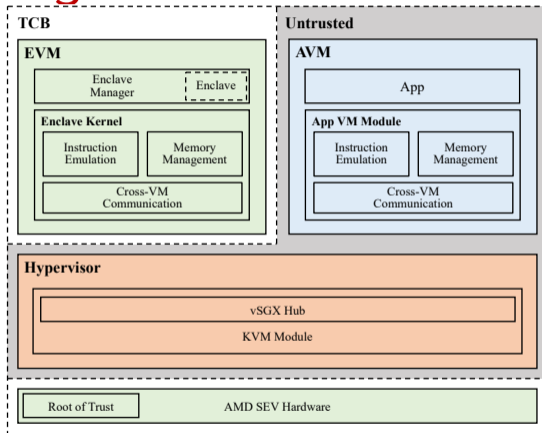 TCB
Untrusted
EVM
AVM
Enclave
Manager
Enclave
App
Enclave Kernel
App VM Module
Instruction
Emulation
Memory
Management
Instruction
Emulation
Memory
Management
Cross-VM
Communication
Cross-VM
Communication
Hypervisor
vSGX Hub
KVM Module
Root of Trust
AMD SEV Hardware